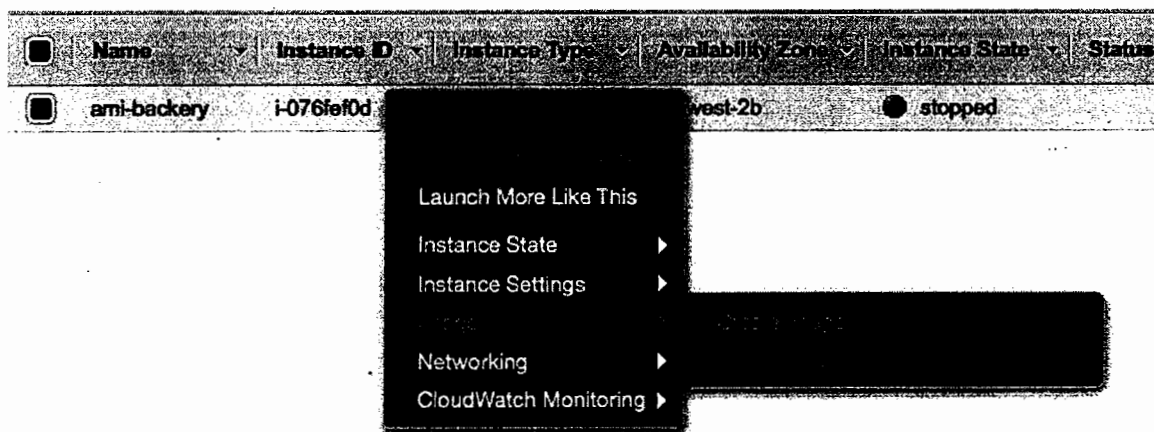 Name Instance ID Instance Type Availability Zone Instance State Status
ami-backery i-076fef0d west-2b stopped
Launch More Like This
Instance State
Instance Settings
Networking
CloudWatch Monitoring